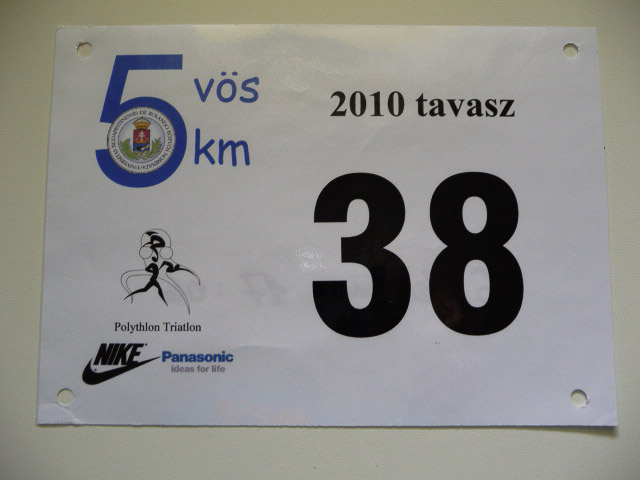 5 vös
km
2010 tavasz
38
Polythlon Triatlon
NIKE
Panasonic
ideas for life